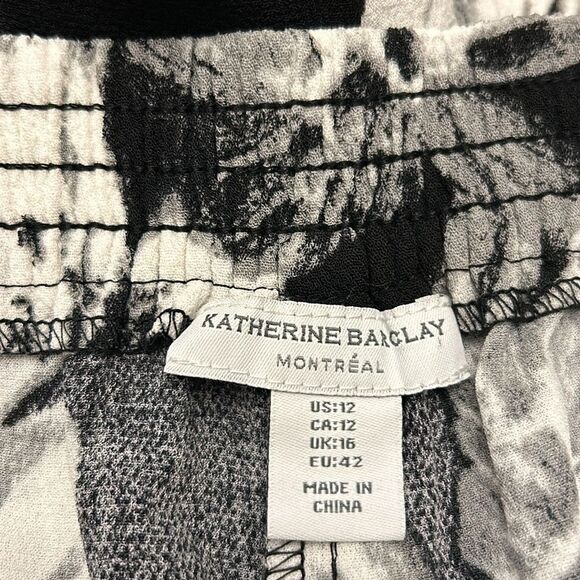 KATHERINE BARCLAY
MONTRÉAL
US:12
CA:12
UK:16
EU:42
MADE IN
CHINA